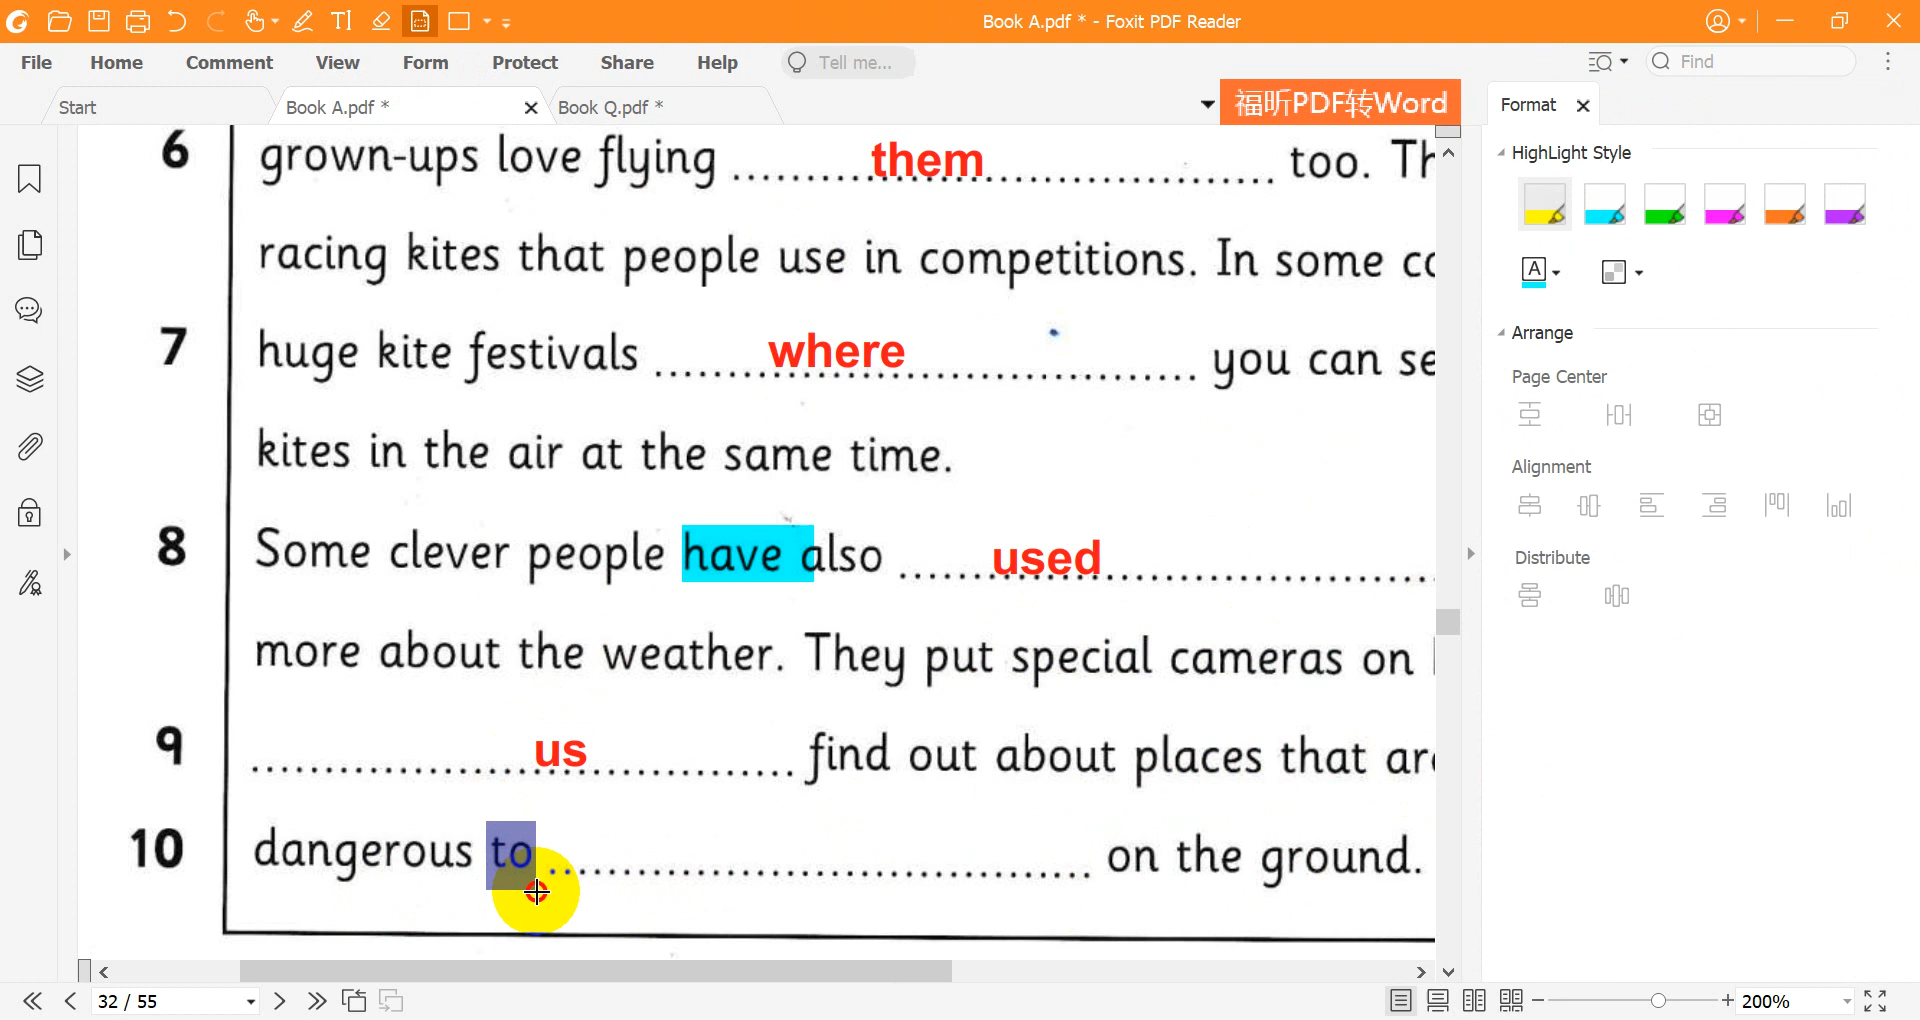 Book A.pdf * - Foxit PDF Reader
File Home Comment View Form Protect Share Help Tell me... Find
Start Book A.pdf * Book Q.pdf * 福昕PDF转Word Format
HighLight Style
Arrange
Page Center
Alignment
Distribute
6 grown-ups love flying ........ them ........ too. Th
racing kites that people use in competitions. In some co
7 huge kite festivals ........ where ........ you can se
kites in the air at the same time.
8 Some clever people have also ........ used ........
more about the weather. They put special cameras on
9 ........ us ........ find out about places that are
10 dangerous to ........ on the ground.
32 / 55 200%